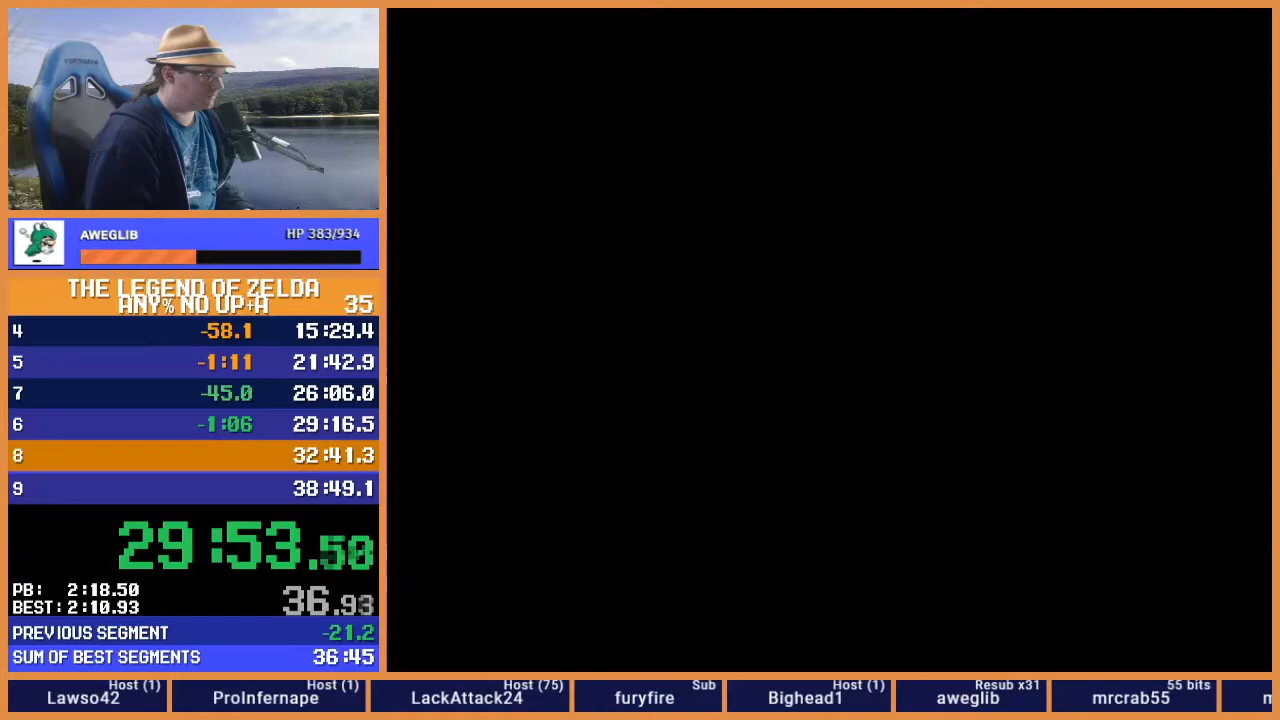 AWEGLIB HP 383/934
THE LEGEND OF ZELDA
ANY% NO UP+A 35
4 -58.1 15:29.4
5 -1:11 21:42.9
7 -45.0 26:06.0
6 -1:06 29:16.5
8 32:41.3
9 38:49.1
29:53.50
PB: 2:18.50
BEST: 2:10.93 36.93
PREVIOUS SEGMENT -21.2
SUM OF BEST SEGMENTS 36:45
Host (1) Host (1) Host (75) Sub Host (1) Resub x31 55 bits
Lawso42 ProInfernape LackAttack24 furyfire Bighead1 aweglib mrcrab55